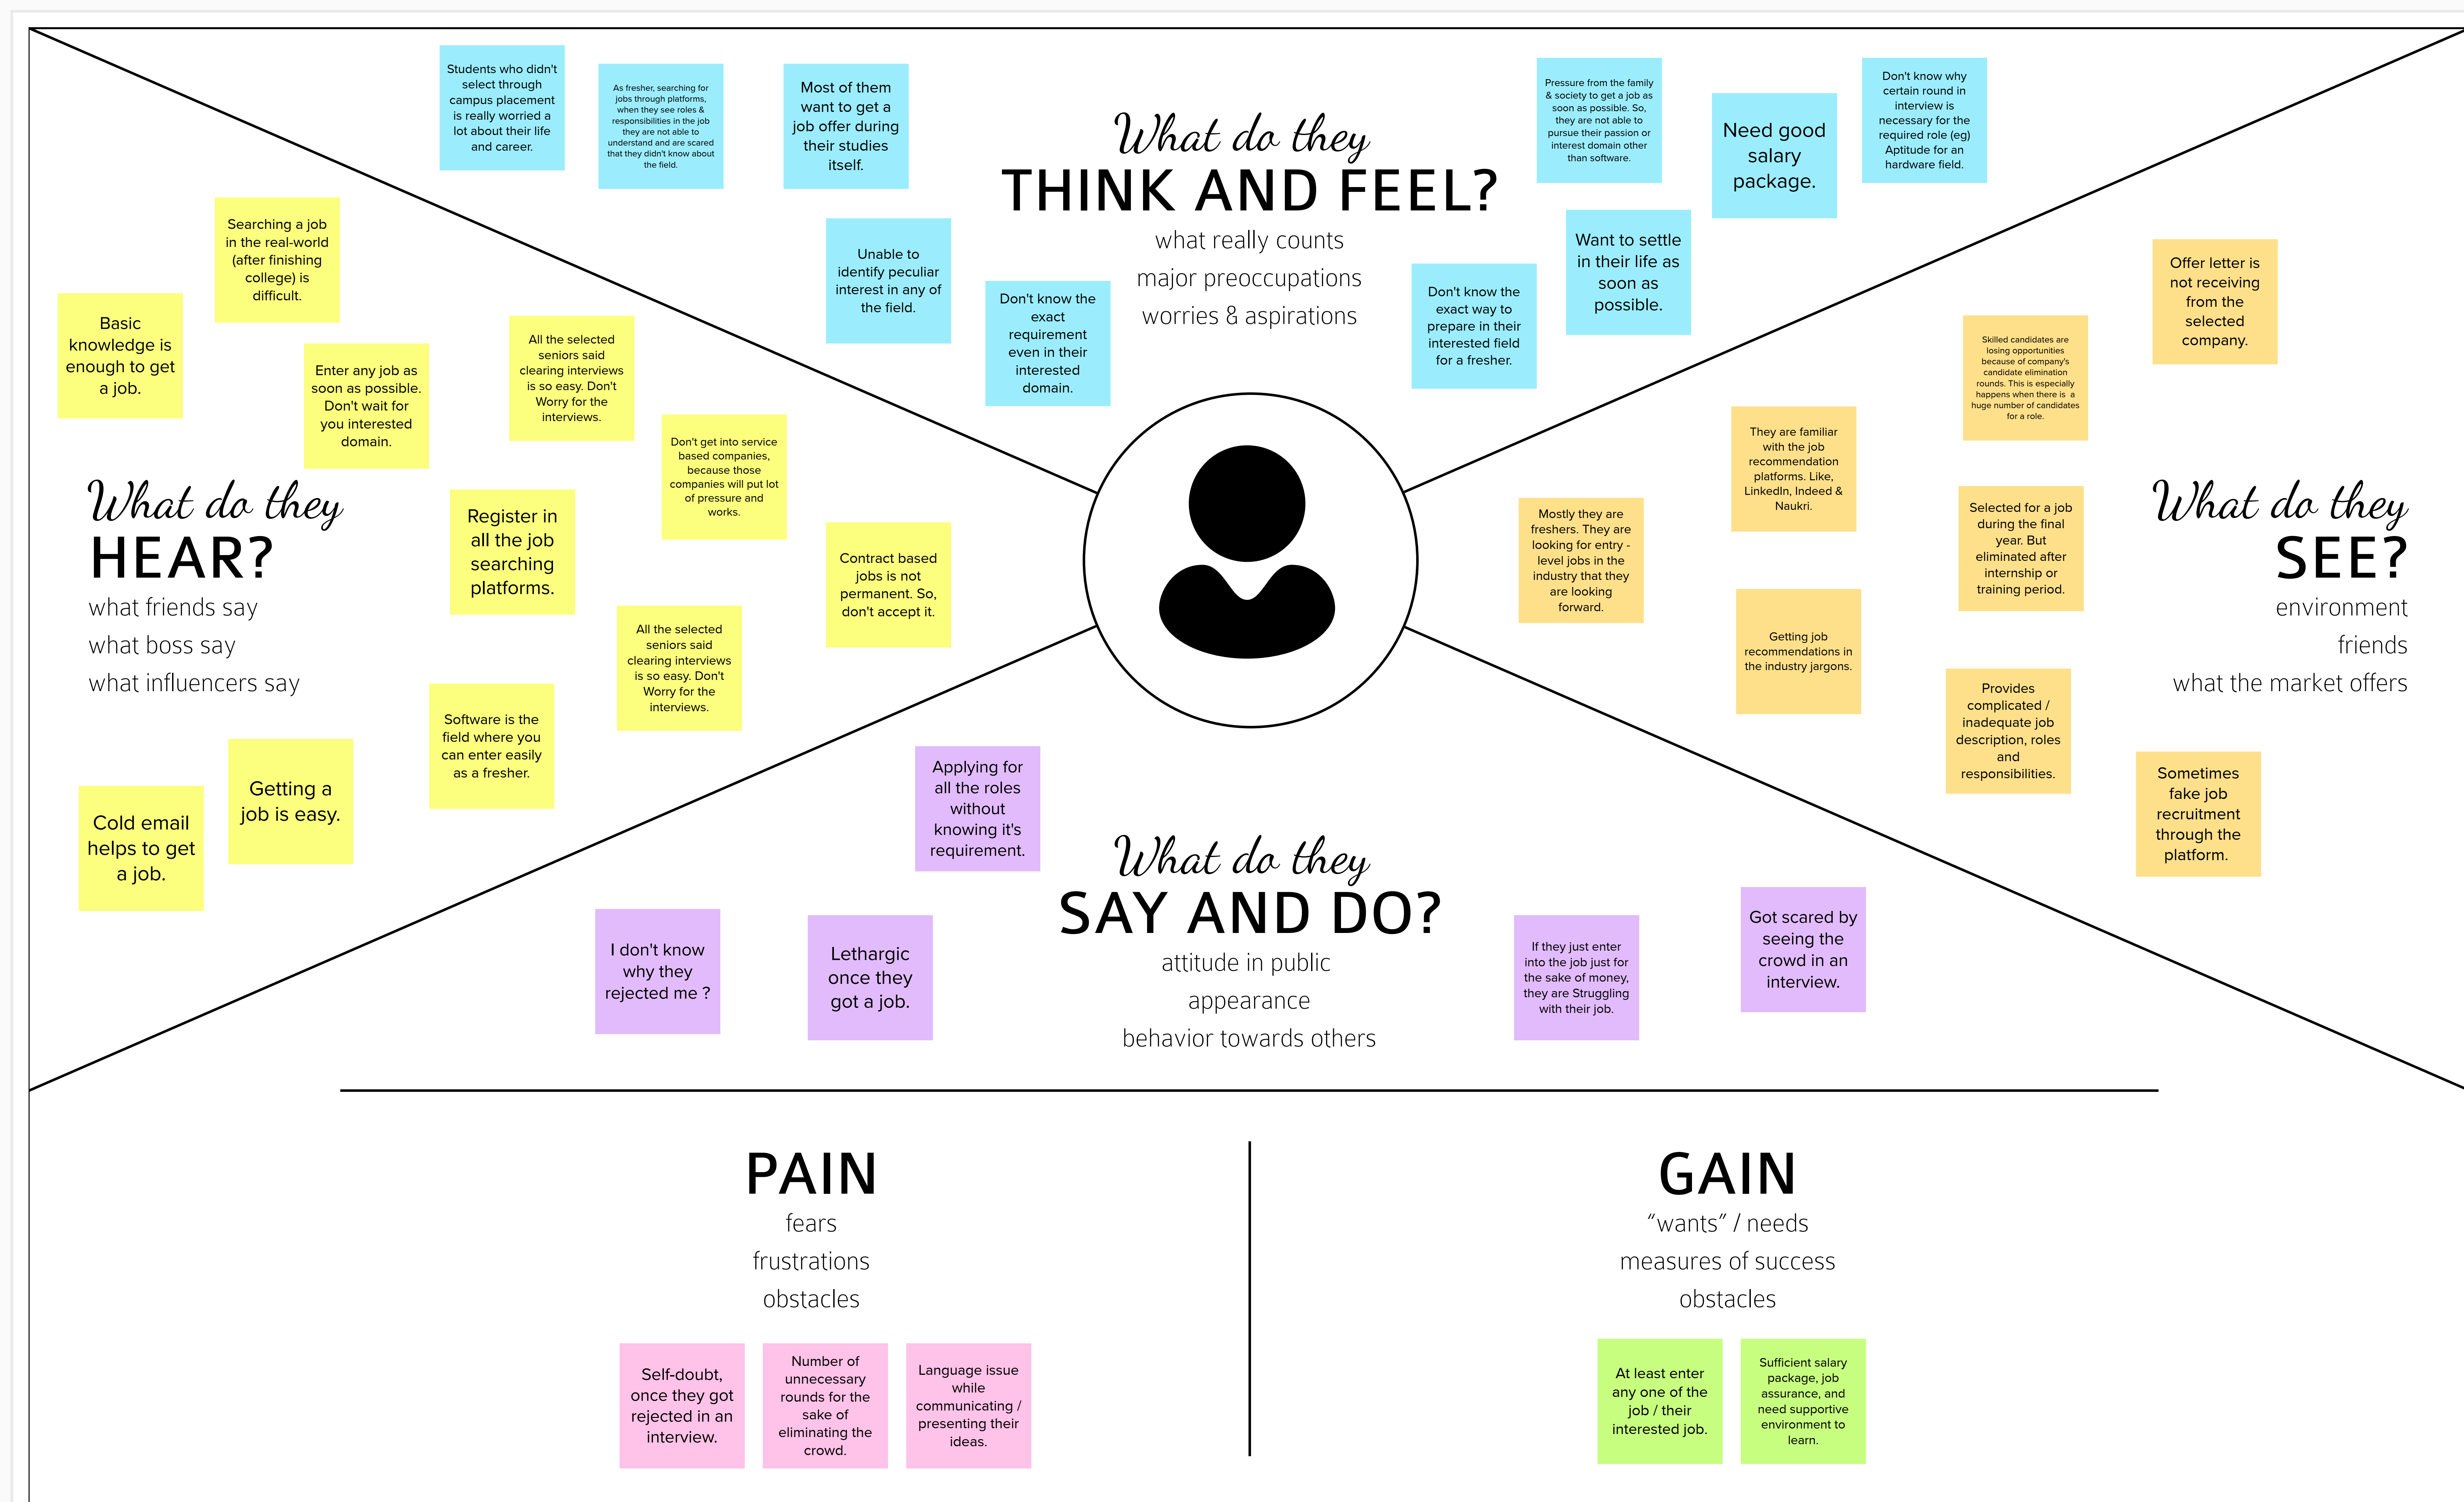 Students who didn't
select through
campus placement
is really worried a
lot about their life
and career.
As fresher, searching for
jobs through platforms,
when they see roles &
responsibilities in the job
they are not able to
understand and are scared
that they didn't know about
the field.
Most of them
want to get a
job offer during
their studies
itself.
Unable to
identify peculiar
interest in any of
the field.
Don't know the
exact
requirement
even in their
interested
domain.
What do they
THINK AND FEEL?
what really counts
major preoccupations
worries & aspirations
Pressure from the family
& society to get a job as
soon as possible. So,
they are not able to
pursue their passion or
interest domain other
than software.
Need good
salary
package.
Don't know why
certain round in
interview is
necessary for the
required role (eg)
Aptitude for an
hardware field.
Want to settle
in their life as
soon as
possible.
Don't know the
exact way to
prepare in their
interested field
for a fresher.
Searching a job
in the real-world
(after finishing
college) is
difficult.
Basic
knowledge is
enough to get
a job.
Enter any job as
soon as possible.
Don't wait for
you interested
domain.
All the selected
seniors said
clearing interviews
is so easy. Don't
Worry for the
interviews.
Don't get into service
based companies,
because those
companies will put lot
of pressure and
works.
What do they
HEAR?
what friends say
what boss say
what influencers say
Register in
all the job
searching
platforms.
Contract based
jobs is not
permanent. So,
don't accept it.
All the selected
seniors said
clearing interviews
is so easy. Don't
Worry for the
interviews.
Software is the
field where you
can enter easily
as a fresher.
Getting a
job is easy.
Cold email
helps to get
a job.
Offer letter is
not receiving
from the
selected
company.
Skilled candidates are
losing opportunities
because of company's
candidate elimination
rounds. This is especially
happens when there is a
huge number of candidates
for a role.
They are familiar
with the job
recommendation
platforms. Like,
LinkedIn, Indeed &
Naukri.
Mostly they are
freshers. They are
looking for entry -
level jobs in the
industry that they
are looking
forward.
Selected for a job
during the final
year. But
eliminated after
internship or
training period.
What do they
SEE?
environment
friends
what the market offers
Getting job
recommendations in
the industry jargons.
Provides
complicated /
inadequate job
description, roles
and
responsibilities.
Sometimes
fake job
recruitment
through the
platform.
Applying for
all the roles
without
knowing it's
requirement.
I don't know
why they
rejected me ?
Lethargic
once they
got a job.
What do they
SAY AND DO?
attitude in public
appearance
behavior towards others
If they just enter
into the job just for
the sake of money,
they are Struggling
with their job.
Got scared by
seeing the
crowd in an
interview.
PAIN
fears
frustrations
obstacles
Self-doubt,
once they got
rejected in an
interview.
Number of
unnecessary
rounds for the
sake of
eliminating the
crowd.
Language issue
while
communicating /
presenting their
ideas.
GAIN
“wants” / needs
measures of success
obstacles
At least enter
any one of the
job / their
interested job.
Sufficient salary
package, job
assurance, and
need supportive
environment to
learn.